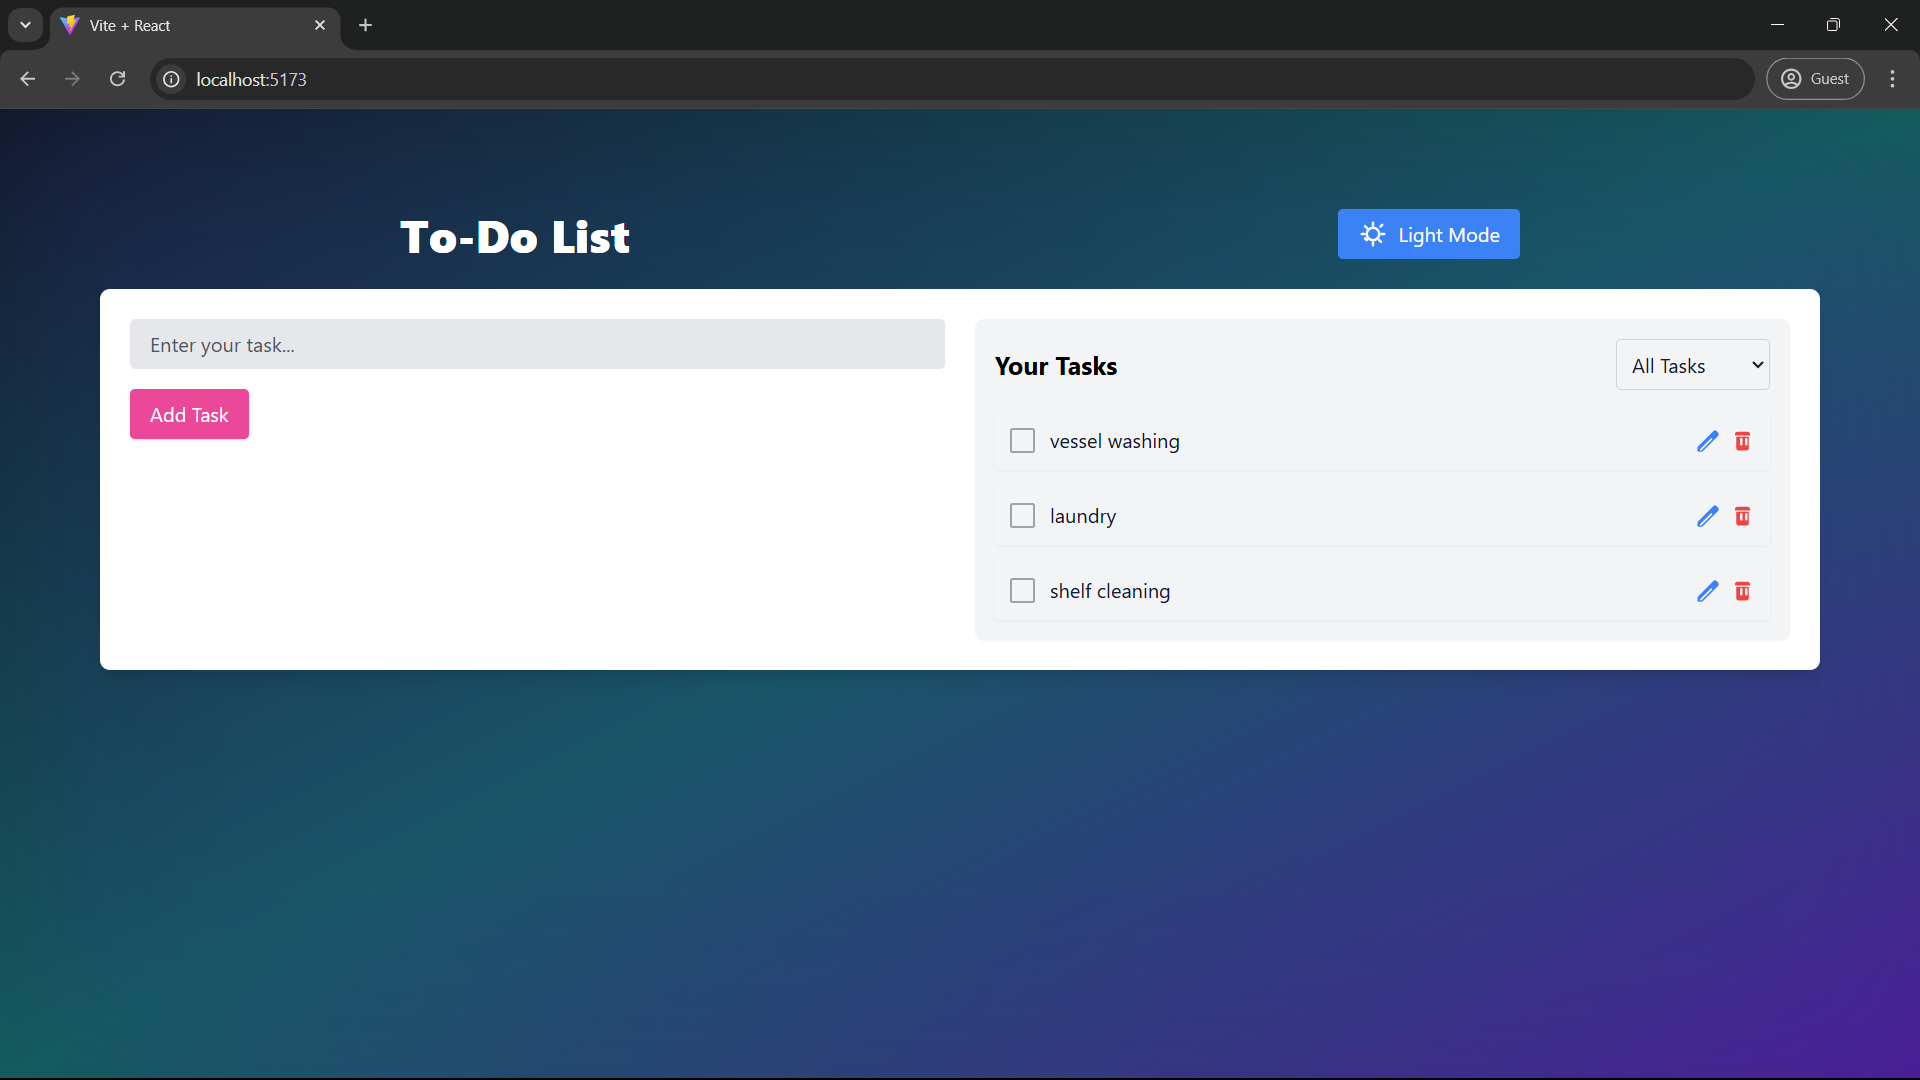 Vite + React
localhost:5173
Guest
To-Do List
Light Mode
Enter your task...
Add Task
Your Tasks
All Tasks
vessel washing
laundry
shelf cleaning